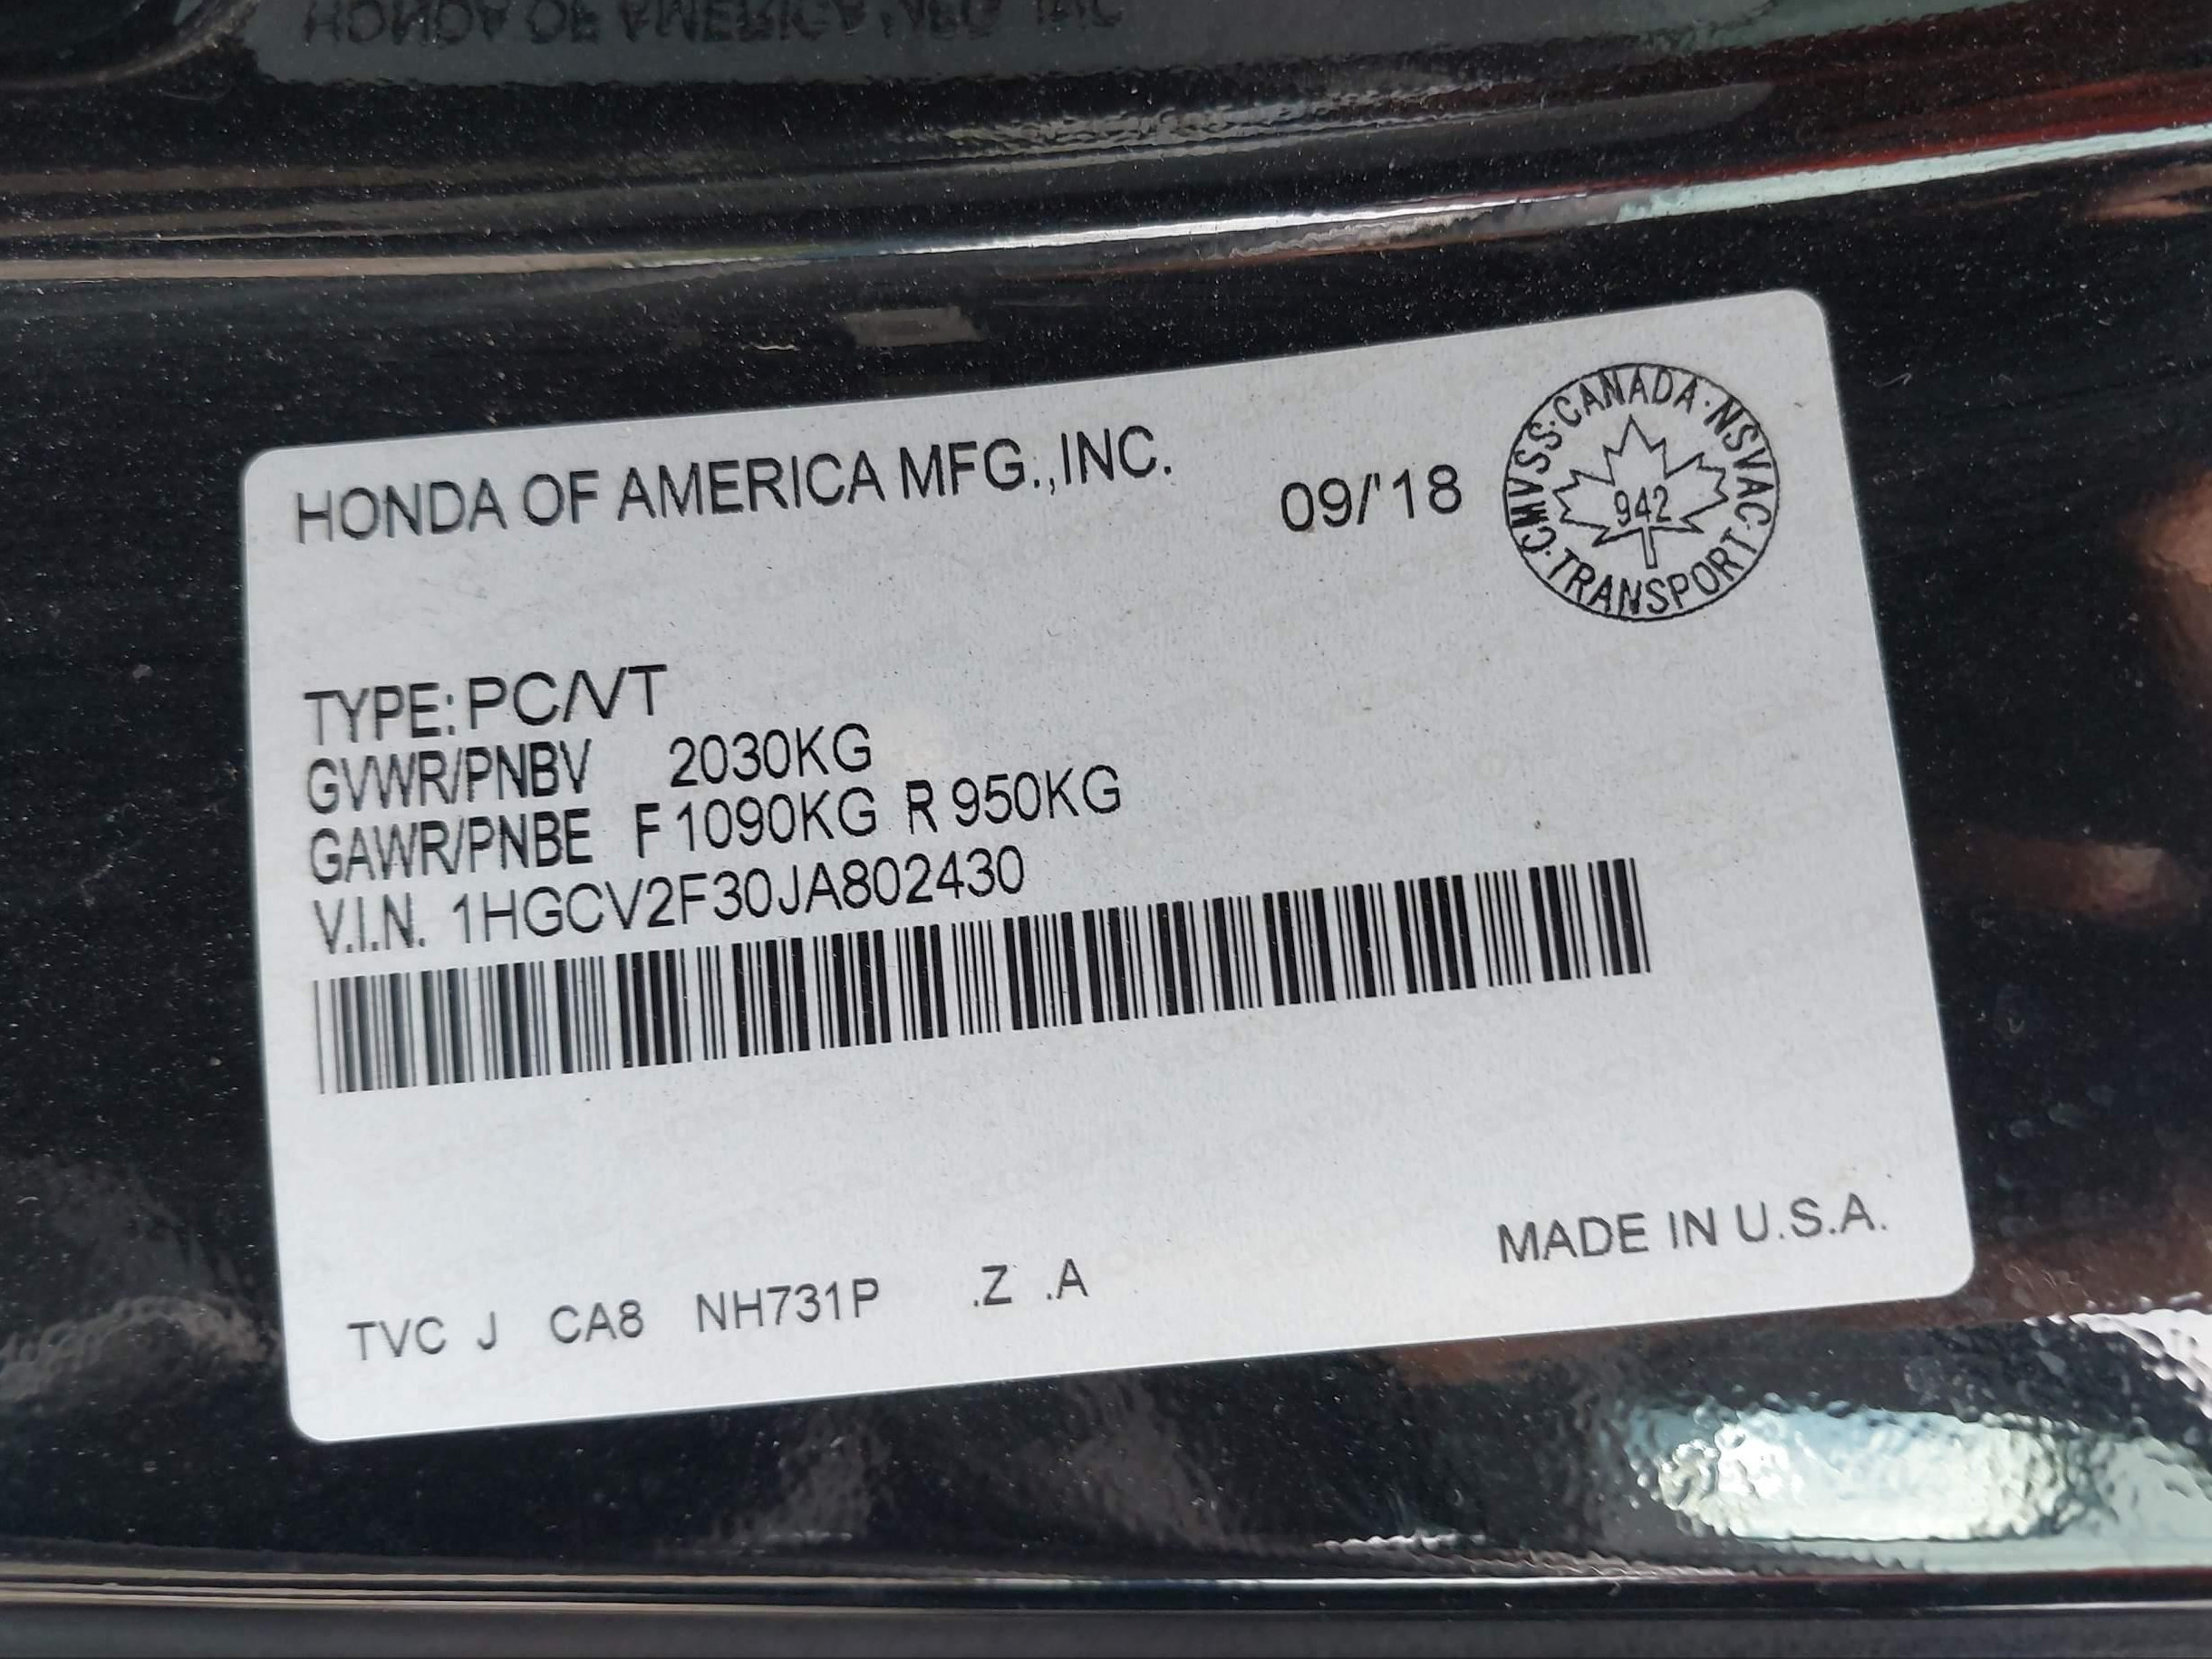 HONDA OF AMERICA MFG.,INC.
09/'18
CMVSS·CANADA·NSVAC·TRANSPORT·
942
TYPE: PC/VT
GVWR/PNBV 2030KG
GAWR/PNBE F 1090KG R 950KG
V.I.N. 1HGCV2F30JA802430
TVC J CA8 NH731P .Z .A
MADE IN U.S.A.